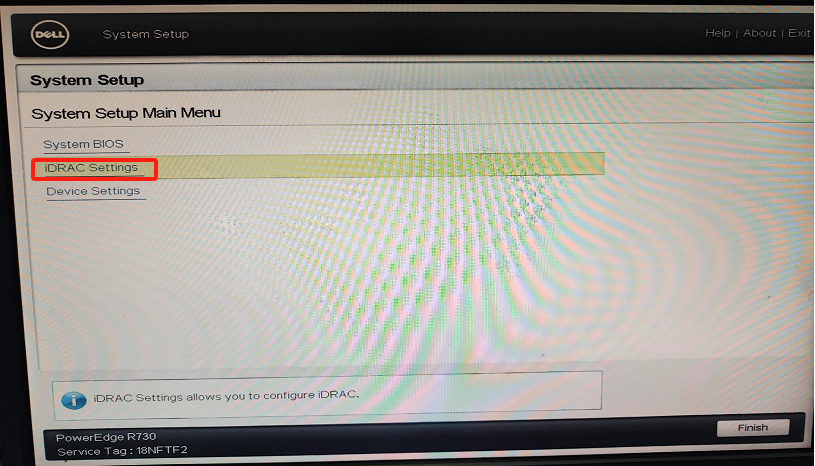 DELL System Setup Help | About | Exit
System Setup
System Setup Main Menu
System BIOS
iDRAC Settings
Device Settings
iDRAC Settings allows you to configure iDRAC.
PowerEdge R730
Service Tag : 18NFTF2
Finish